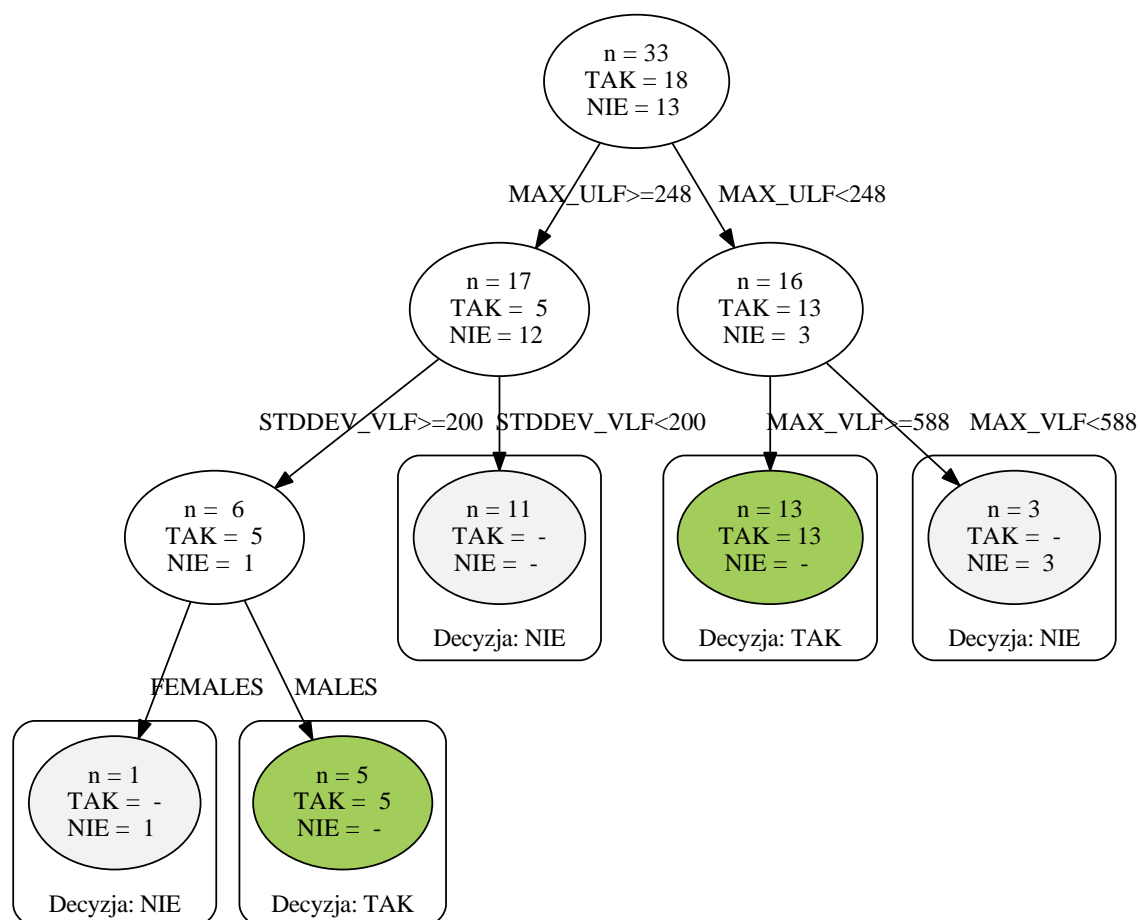 n = 33
TAK = 18
NIE = 13
MAX_ULF>=248
MAX_ULF<248
n = 17
TAK = 5
NIE = 12
n = 16
TAK = 13
NIE = 3
STDDEV_VLF>=200
STDDEV_VLF<200
MAX_VLF>=588
MAX_VLF<588
n = 6
TAK = 5
NIE = 1
n = 11
TAK = -
NIE = -
Decyzja: NIE
n = 13
TAK = 13
NIE = -
Decyzja: TAK
n = 3
TAK = -
NIE = 3
Decyzja: NIE
FEMALES
MALES
n = 1
TAK = -
NIE = 1
Decyzja: NIE
n = 5
TAK = 5
NIE = -
Decyzja: TAK